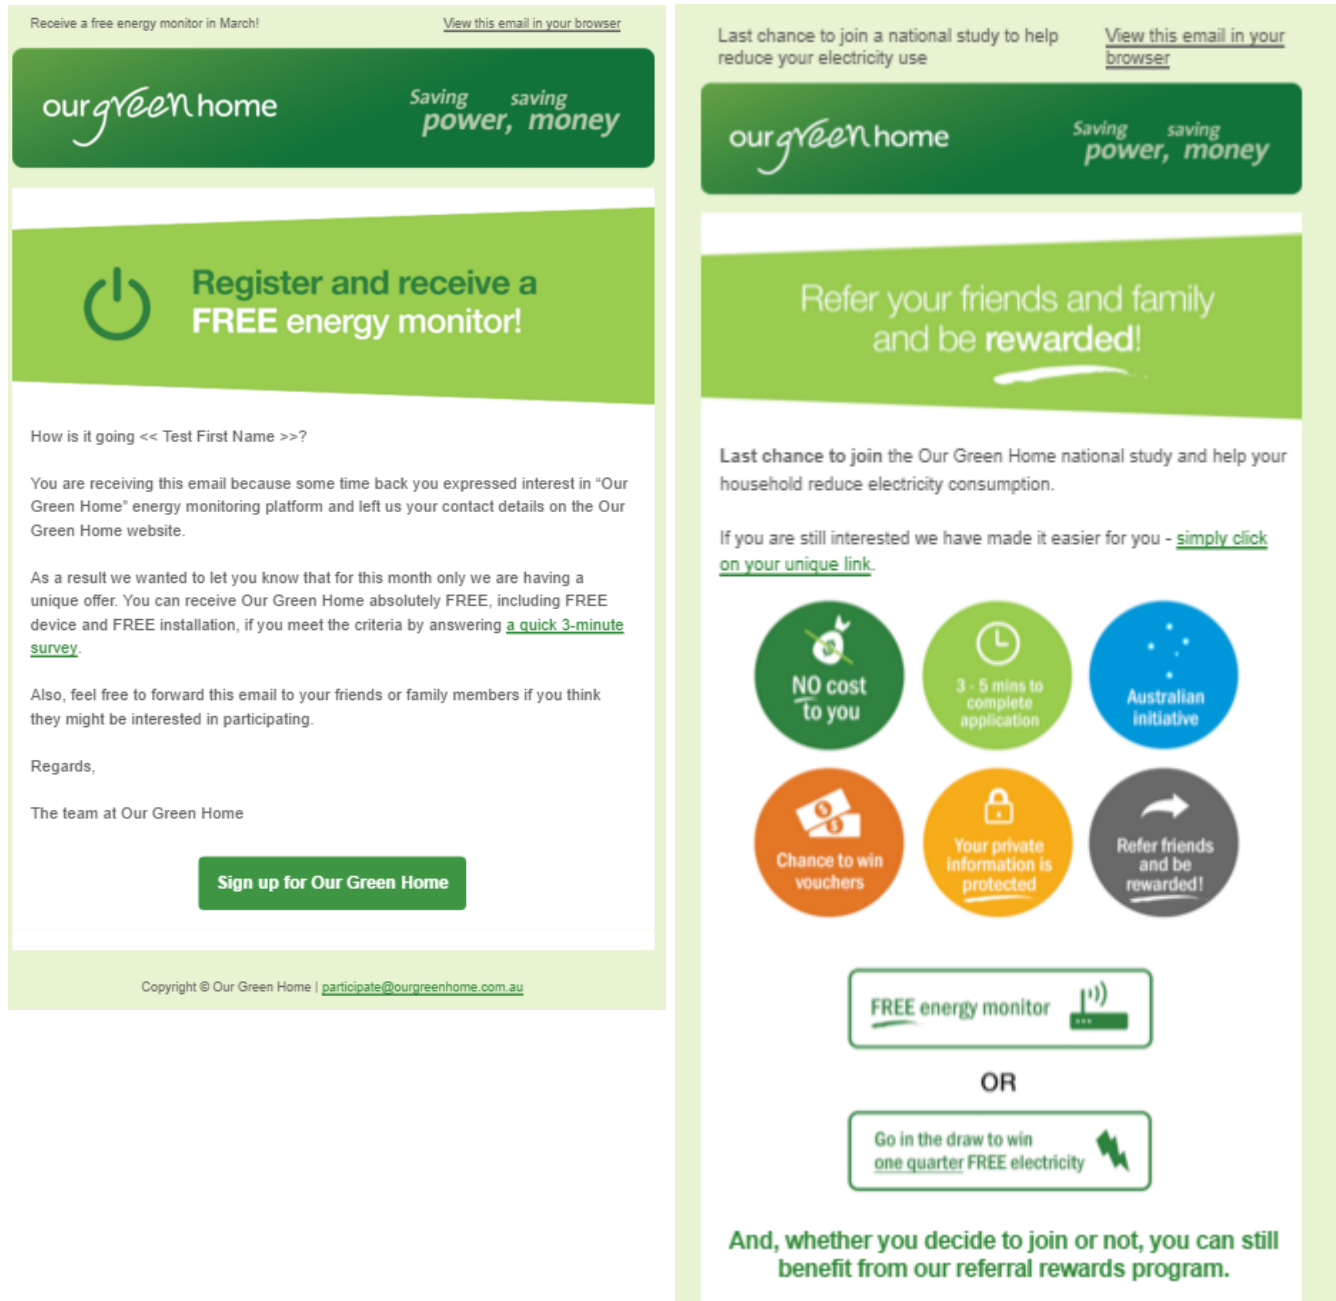 Receive a free energy monitor in March!
View this email in your browser
our green home
Saving saving
power, money
Register and receive a
FREE energy monitor!
How is it going << Test First Name >>?
You are receiving this email because some time back you expressed interest in “Our
Green Home” energy monitoring platform and left us your contact details on the Our
Green Home website.
As a result we wanted to let you know that for this month only we are having a
unique offer. You can receive Our Green Home absolutely FREE, including FREE
device and FREE installation, if you meet the criteria by answering a quick 3-minute
survey.
Also, feel free to forward this email to your friends or family members if you think
they might be interested in participating.
Regards,
The team at Our Green Home
Sign up for Our Green Home
Copyright © Our Green Home | participate@ourgreenhome.com.au
Last chance to join a national study to help
reduce your electricity use
View this email in your
browser
our green home
Saving saving
power, money
Refer your friends and family
and be rewarded!
Last chance to join the Our Green Home national study and help your
household reduce electricity consumption.
If you are still interested we have made it easier for you - simply click
on your unique link.
NO cost
to you
3 - 5 mins to
complete
application
Australian
initiative
Chance to win
vouchers
Your private
information is
protected
Refer friends
and be
rewarded!
FREE energy monitor
OR
Go in the draw to win
one quarter FREE electricity
And, whether you decide to join or not, you can still
benefit from our referral rewards program.